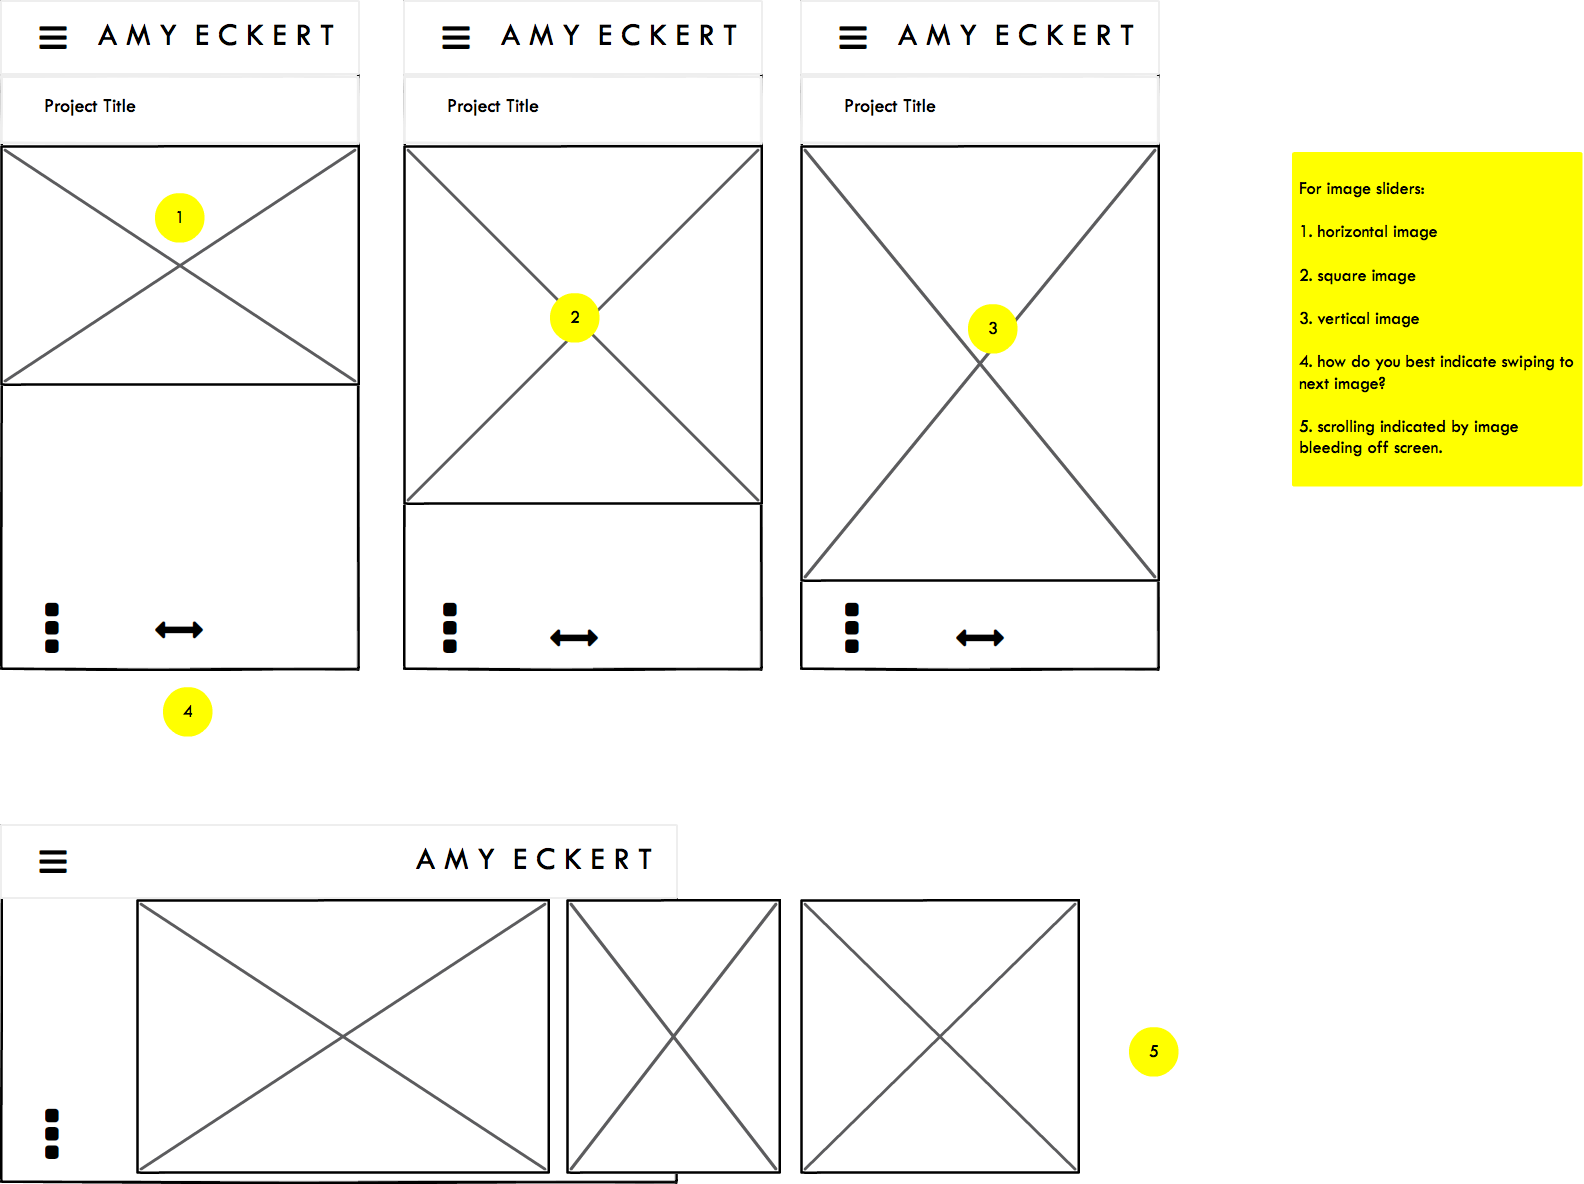 AMY ECKERT
AMY ECKERT
AMY ECKERT
Project Title
Project Title
Project Title
1
2
3
For image sliders:
1. horizontal image
2. square image
3. vertical image
4. how do you best indicate swiping to
next image?
5. scrolling indicated by image
bleeding off screen.
4
AMY ECKERT
5